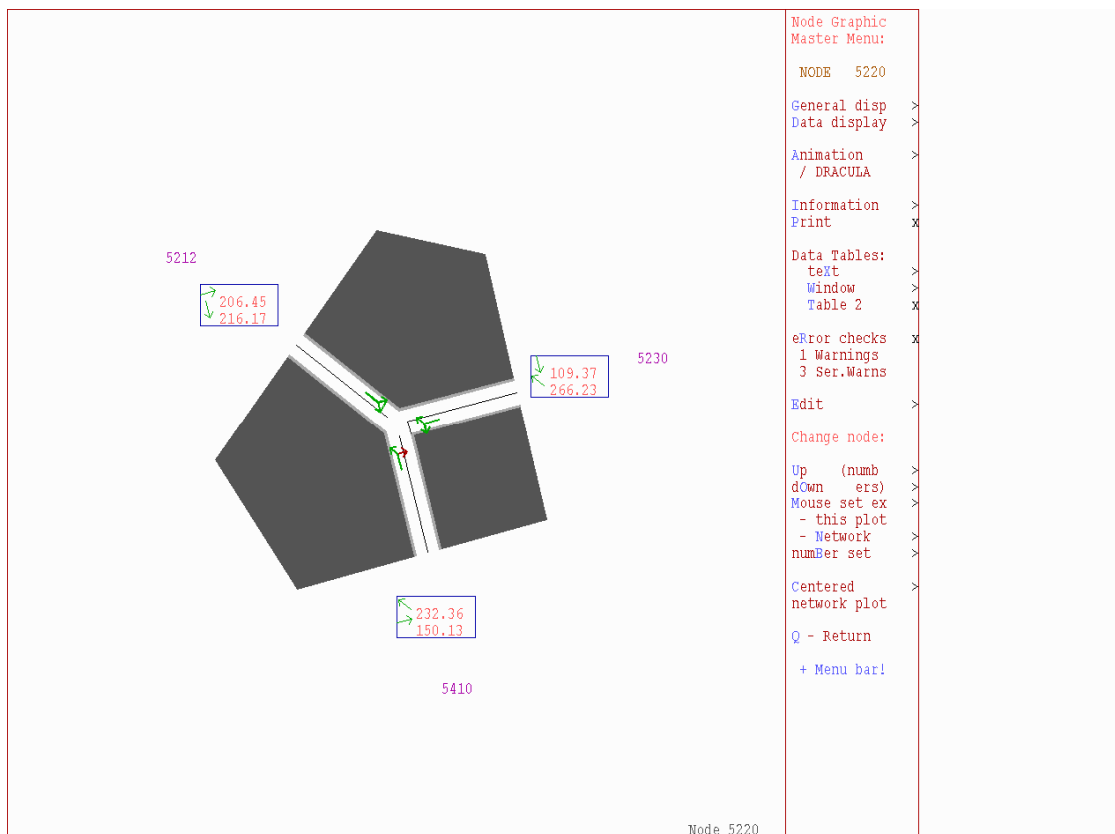 5212
206.45
216.17
5230
109.37
266.23
232.36
150.13
5410
Node 5220
Node Graphic
Master Menu:
NODE 5220
General disp >
Data display >
Animation >
/ DRACULA
Information >
Print x
Data Tables:
teXt >
Window >
Table 2 x
eRror checks x
1 Warnings
3 Ser.Warns
Edit >
Change node:
Up (numb >
dOwn ers) >
Mouse set ex >
- this plot
- Network >
numBer set >
Centered >
network plot
Q - Return
+ Menu bar!